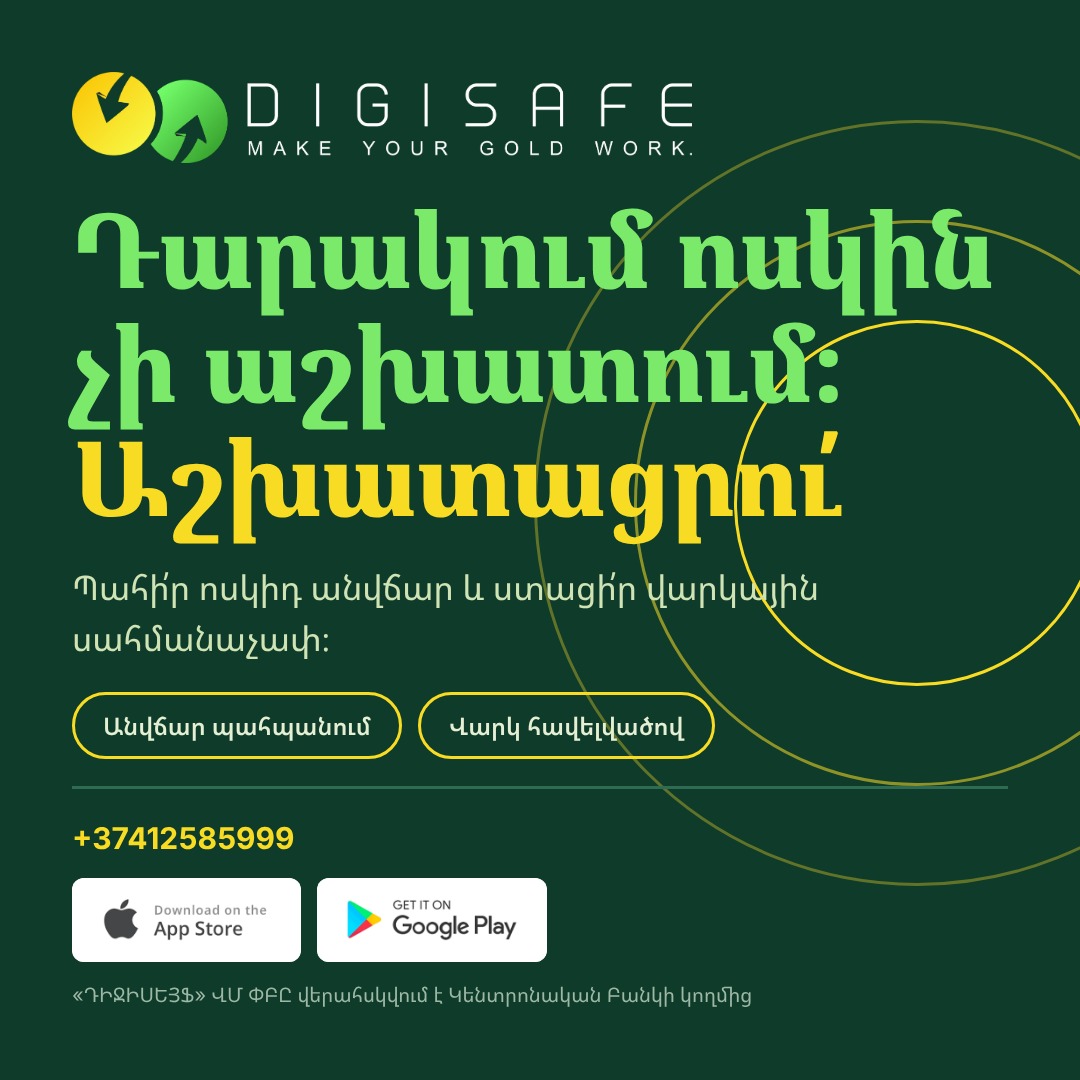 DIGISAFE
MAKE YOUR GOLD WORK.
Դարակում ոսկին
չի աշխատում:
Աշխատացրո՛ւ
Պահի՛ր ոսկիդ անվճար և ստացի՛ր վարկային
սահմանաչափ:
Անվճար պահպանում
Վարկ հավելվածով
+37412585999
Download on the
App Store
GET IT ON
Google Play
«ԴԻՋԻՍԵՅՖ» ՎՄ ՓԲԸ վերահսկվում է Կենտրոնական Բանկի կողմից